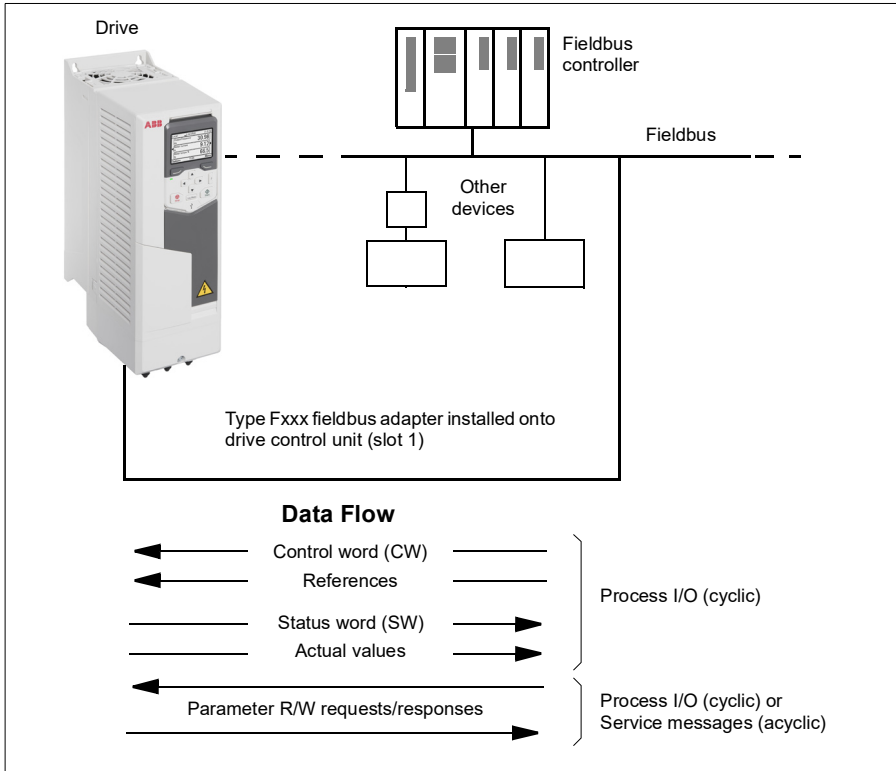 Drive
Fieldbus
controller
ABB
Fieldbus
Other
devices
Type Fxxx fieldbus adapter installed onto
drive control unit (slot 1)
Data Flow
Control word (CW)
References
Process I/O (cyclic)
Status word (SW)
Actual values
Parameter R/W requests/responses
Process I/O (cyclic) or
Service messages (acyclic)